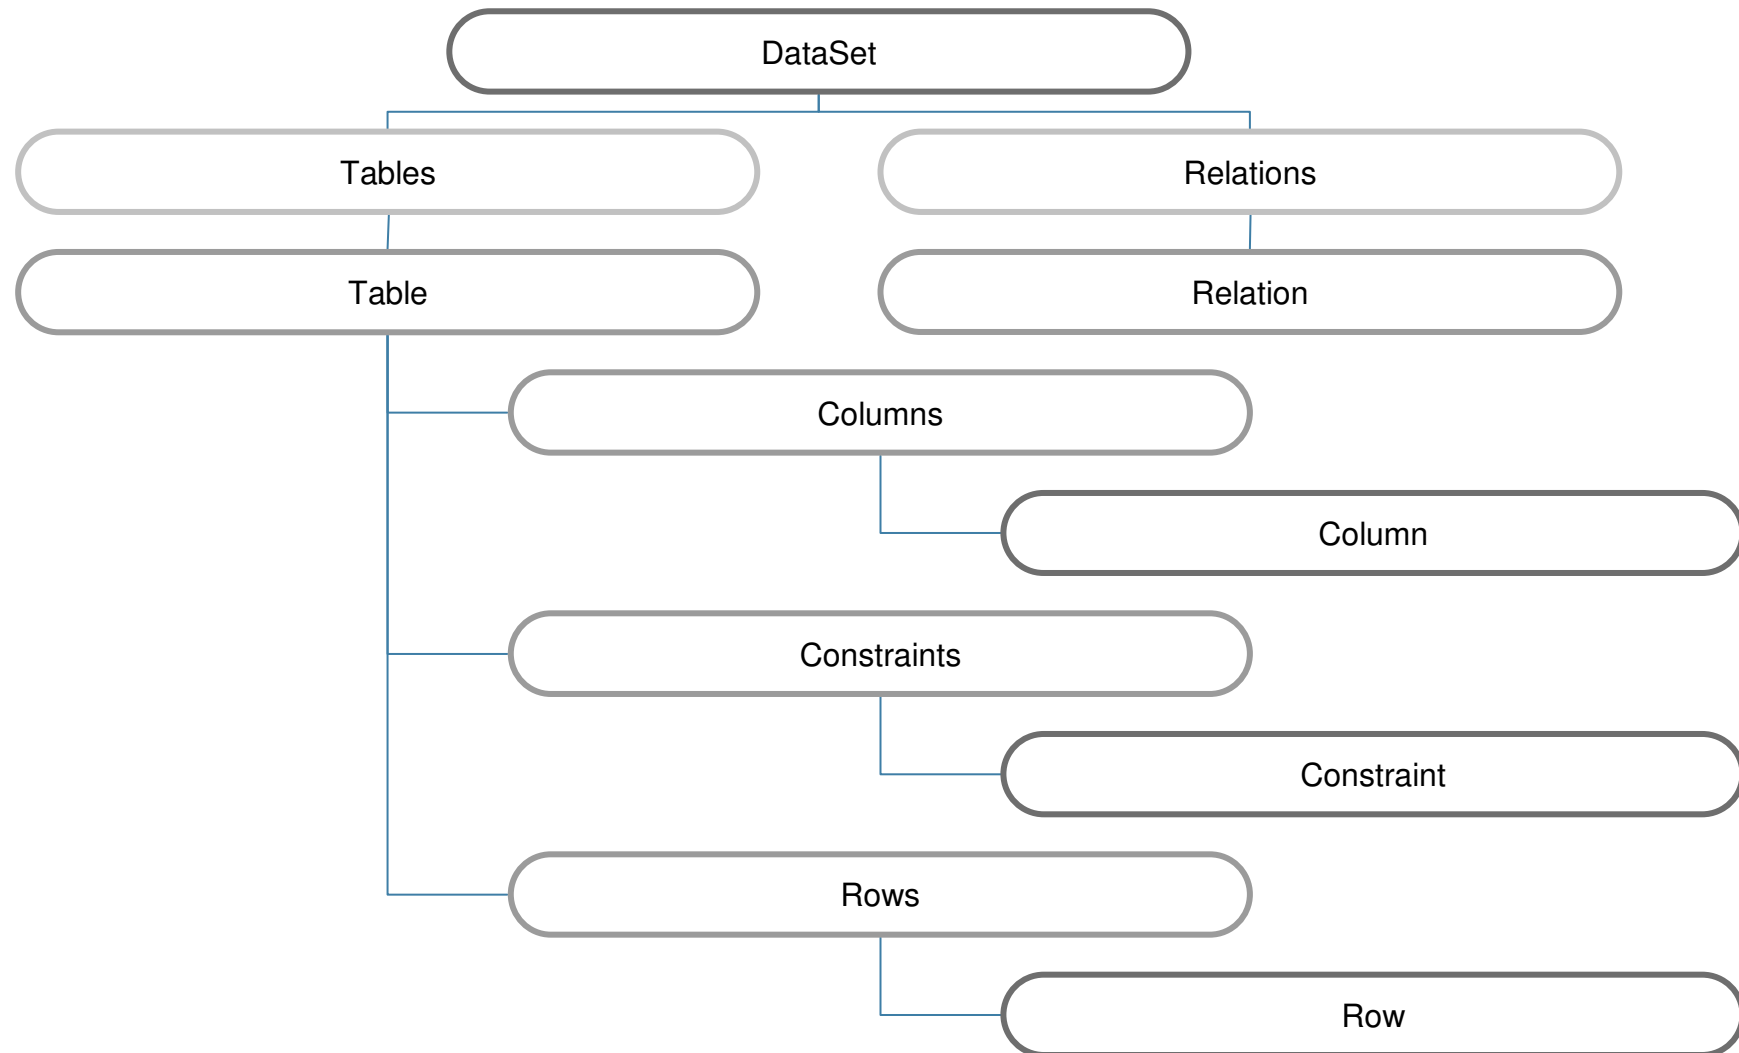 DataSet
Tables
Relations
Table
Relation
Columns
Column
Constraints
Constraint
Rows
Row